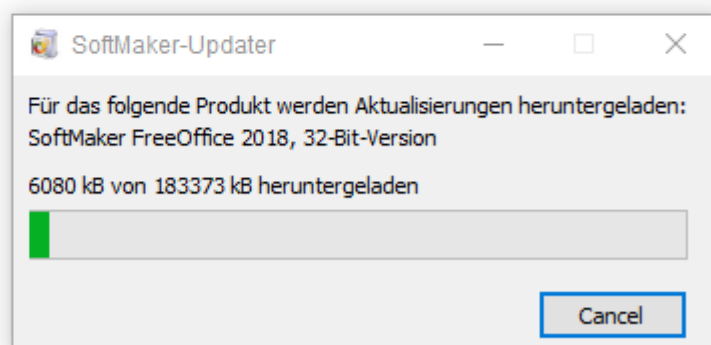 SoftMaker-Updater
Für das folgende Produkt werden Aktualisierungen heruntergeladen:
SoftMaker FreeOffice 2018, 32-Bit-Version
6080 kB von 183373 kB heruntergeladen
Cancel